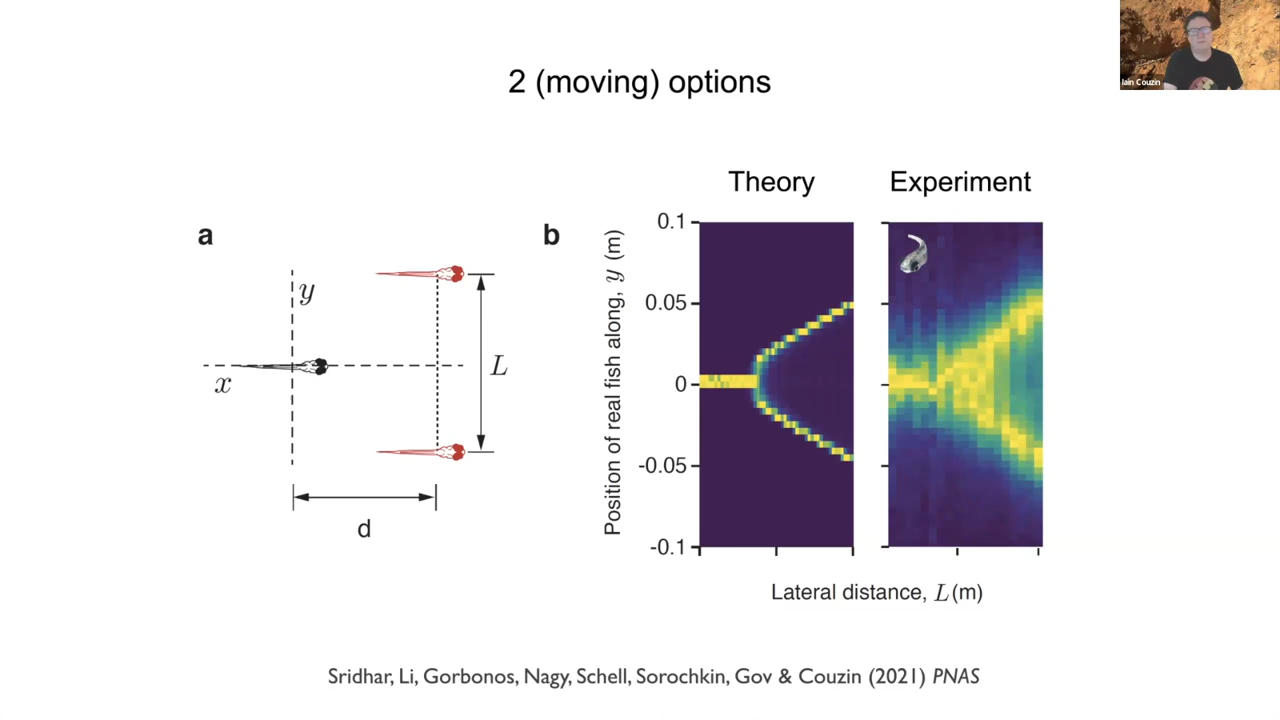 Iain Couzin
2 (moving) options
Theory
Experiment
a
y
x
L
d
b
Position of real fish along, y (m)
0.1
0.05
0
-0.05
-0.1
Lateral distance, L (m)
Sridhar, Li, Gorbonos, Nagy, Schell, Sorochkin, Gov & Couzin (2021) PNAS